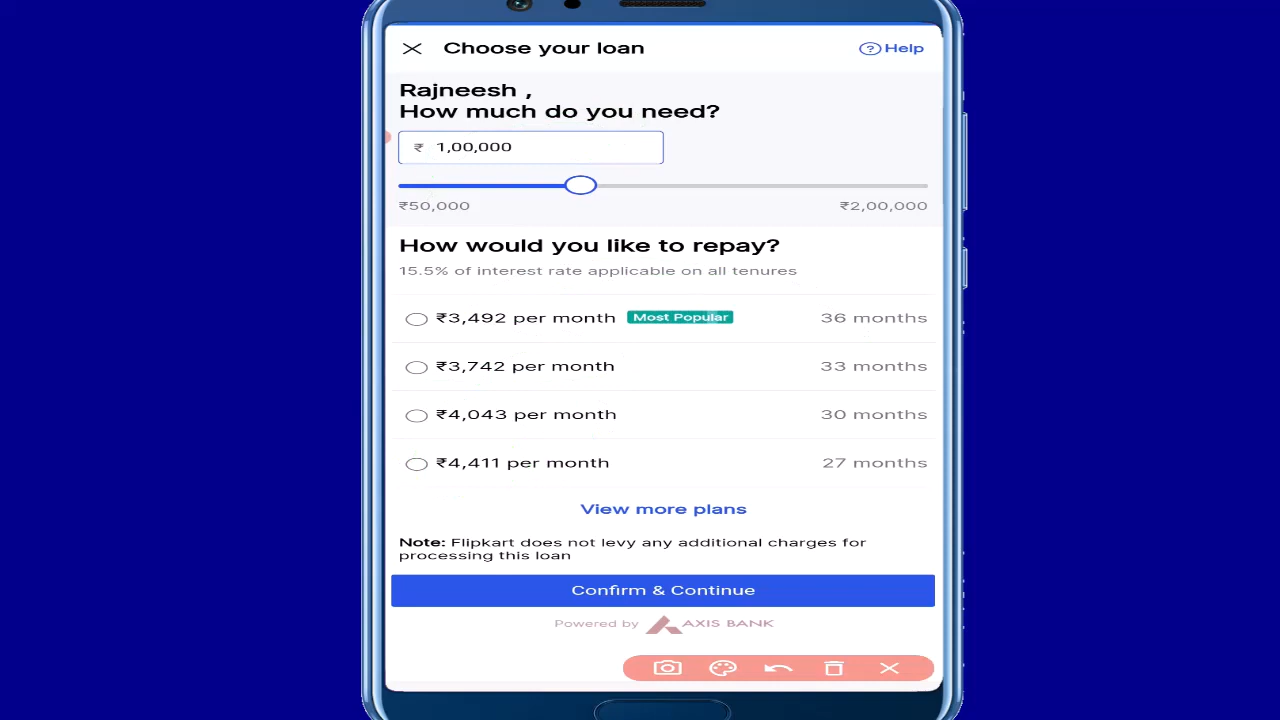 Choose your loan
? Help
Rajneesh ,
How much do you need?
₹ 1,00,000
₹50,000 ₹2,00,000
How would you like to repay?
15.5% of interest rate applicable on all tenures
₹3,492 per month Most Popular 36 months
₹3,742 per month 33 months
₹4,043 per month 30 months
₹4,411 per month 27 months
View more plans
Note: Flipkart does not levy any additional charges for
processing this loan
Confirm & Continue
Powered by AXIS BANK